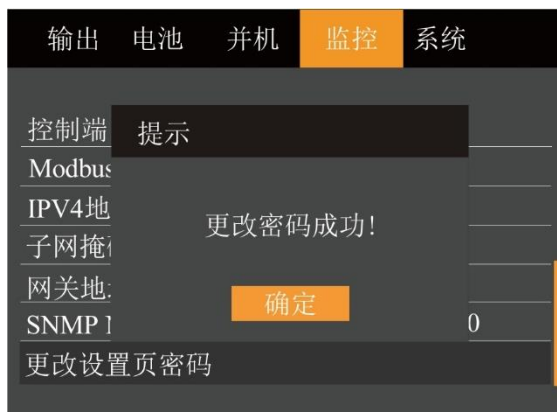 输出 电池 并机 监控 系统
控制端
提示
Modbus
IPV4地
更改密码成功!
子网掩
网关地
确定
SNMP 0
更改设置页密码